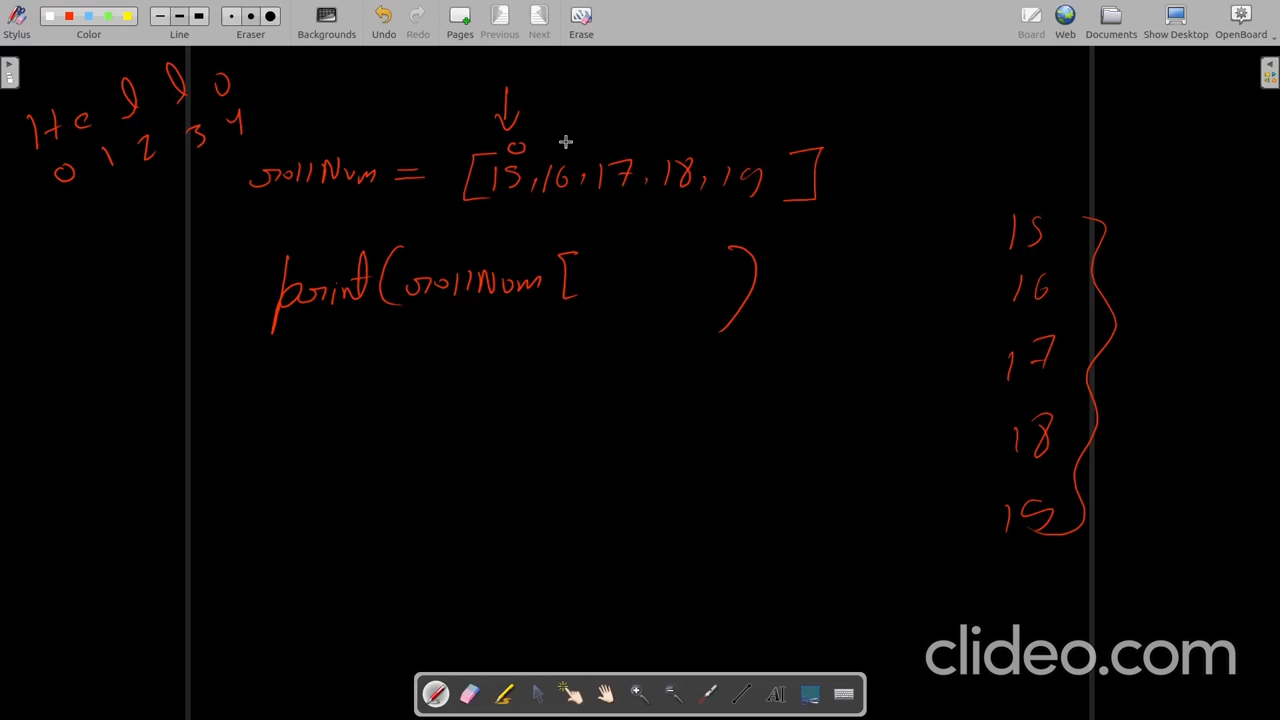 Stylus Color Line Eraser Backgrounds Undo Redo Pages Previous Next Erase Board Web Documents Show Desktop OpenBoard
Hello
0 1 2 3 4
0
rollNum = [15, 16, 17, 18, 19]
print(rollNum[ )
15
16
17
18
19
clideo.com